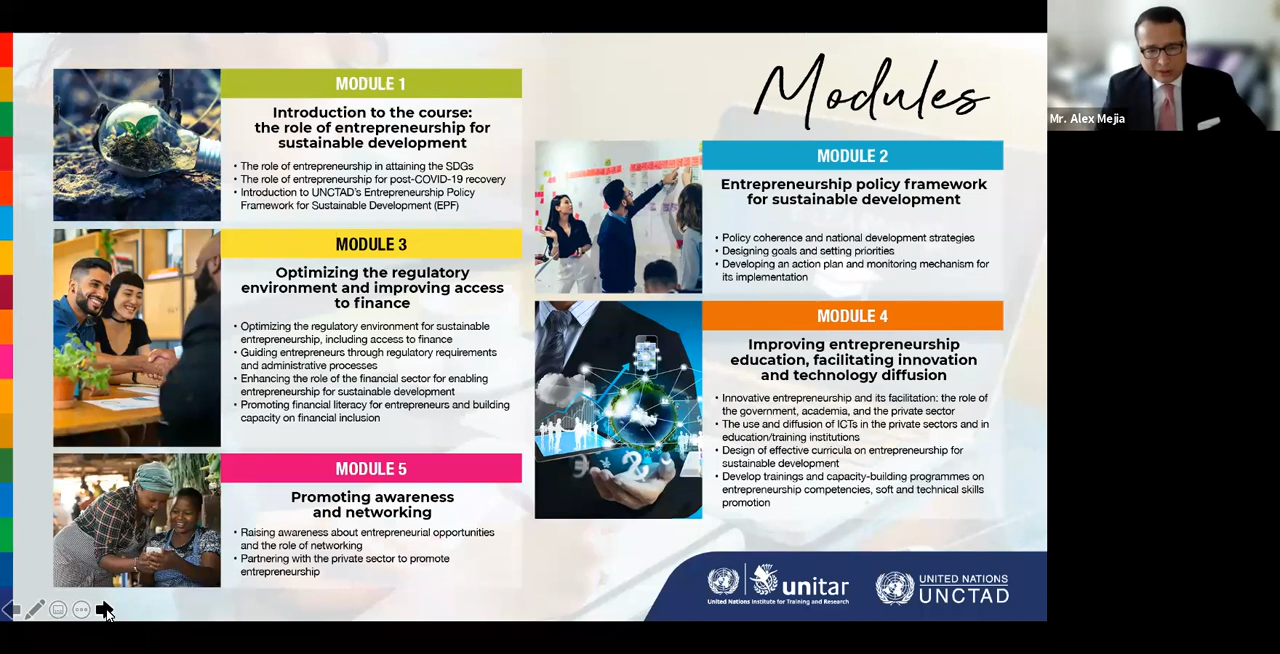 Modules
MODULE 1
Introduction to the course:
the role of entrepreneurship for
sustainable development
• The role of entrepreneurship in attaining the SDGs
• The role of entrepreneurship for post-COVID-19 recovery
• Introduction to UNCTAD's Entrepreneurship Policy
Framework for Sustainable Development (EPF)
MODULE 2
Entrepreneurship policy framework
for sustainable development
• Policy coherence and national development strategies
• Designing goals and setting priorities
• Developing an action plan and monitoring mechanism for
its implementation
MODULE 3
Optimizing the regulatory
environment and improving access
to finance
• Optimizing the regulatory environment for sustainable
entrepreneurship, including access to finance
• Guiding entrepreneurs through regulatory requirements
and administrative processes
• Enhancing the role of the financial sector for enabling
entrepreneurship for sustainable development
• Promoting financial literacy for entrepreneurs and building
capacity on financial inclusion
MODULE 4
Improving entrepreneurship
education, facilitating innovation
and technology diffusion
• Innovative entrepreneurship and its facilitation: the role of
the government, academia, and the private sector
• The use and diffusion of ICTs in the private sectors and in
education/training institutions
• Design of effective curricula on entrepreneurship for
sustainable development
• Develop trainings and capacity-building programmes on
entrepreneurship competencies, soft and technical skills
promotion
MODULE 5
Promoting awareness
and networking
• Raising awareness about entrepreneurial opportunities
and the role of networking
• Partnering with the private sector to promote
entrepreneurship
unitar
United Nations Institute for Training and Research
UNITED NATIONS
UNCTAD
Mr. Alex Mejia